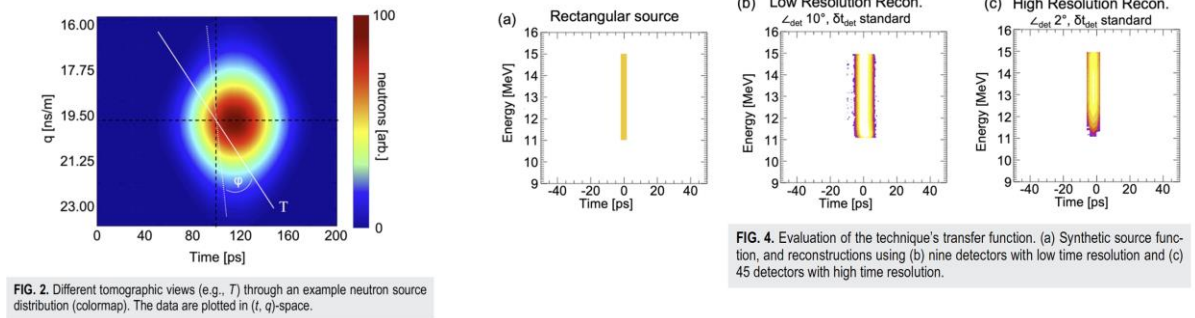 16.00
17.75
19.50
21.25
23.00
q [ns/m]
0 40 80 120 160 200
Time [ps]
φ
T
100
0
neutrons [arb.]
FIG. 2. Different tomographic views (e.g., T) through an example neutron source
distribution (colormap). The data are plotted in (t, q)-space.
(a) Rectangular source
16
15
14
13
12
11
10
9
Energy [MeV]
-40 -20 0 20 40
Time [ps]
(b) Low Resolution Recon.
∠det 10°, δtdet standard
16
15
14
13
12
11
10
9
Energy [MeV]
-40 -20 0 20 40
Time [ps]
(c) High Resolution Recon.
∠det 2°, δtdet standard
16
15
14
13
12
11
10
9
Energy [MeV]
-40 -20 0 20 40
Time [ps]
FIG. 4. Evaluation of the technique's transfer function. (a) Synthetic source func-
tion, and reconstructions using (b) nine detectors with low time resolution and (c)
45 detectors with high time resolution.